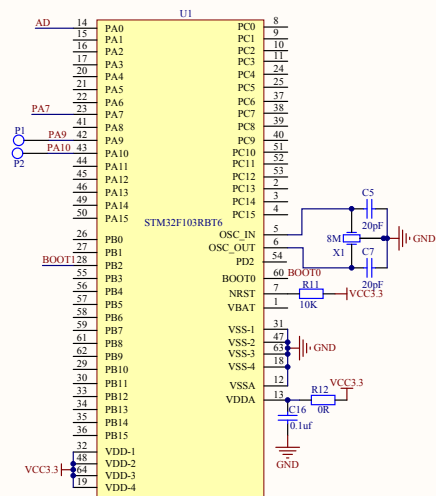 U1
AD 14 PA0 PC0 8
15 PA1 PC1 9
16 PA2 PC2 10
17 PA3 PC3 11
20 PA4 PC4 24
21 PA5 PC5 25
22 PA6 PC6 37
PA7 23 PA7 PC7 38
41 PA8 PC8 39
P1 PA9 42 PA9 PC9 40
P2 PA10 43 PA10 PC10 51
44 PA11 PC11 52
45 PA12 PC12 53
46 PA13 PC13 2
49 PA14 PC14 3
50 PA15 PC15 4
STM32F103RBT6
C5
20pF
OSC_IN 5
8M
X1
GND
OSC_OUT 6
C7
20pF
26 PB0
27 PB1 PD2 54
BOOT1 28 PB2
55 PB3 BOOT0 60 BOOT0
56 PB4 NRST 7 R11 VCC3.3
10K
57 PB5 VBAT 1
58 PB6
59 PB7 VSS-1 31
61 PB8 VSS-2 47
62 PB9 VSS-3 63 GND
29 PB10 VSS-4 18
30 PB11 VSSA 12
33 PB12 VDDA 13 R12 VCC3.3
0R
34 PB13
35 PB14 C16
0.1uf
36 PB15
GND
32 VDD-1
48 VDD-2
VCC3.3 64 VDD-3
19 VDD-4